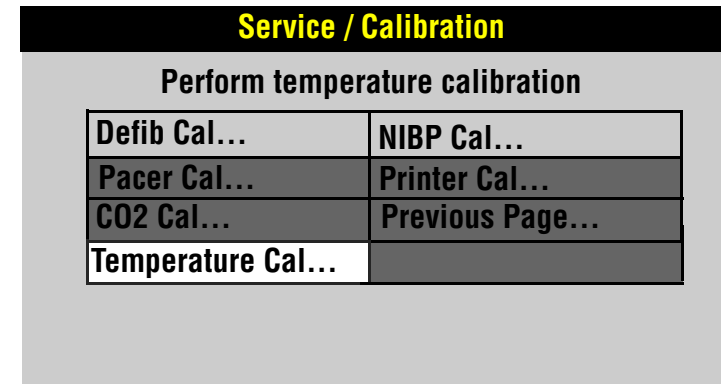 Service / Calibration
Perform temperature calibration
Defib Cal... NIBP Cal...
Pacer Cal... Printer Cal...
CO2 Cal... Previous Page...
Temperature Cal...